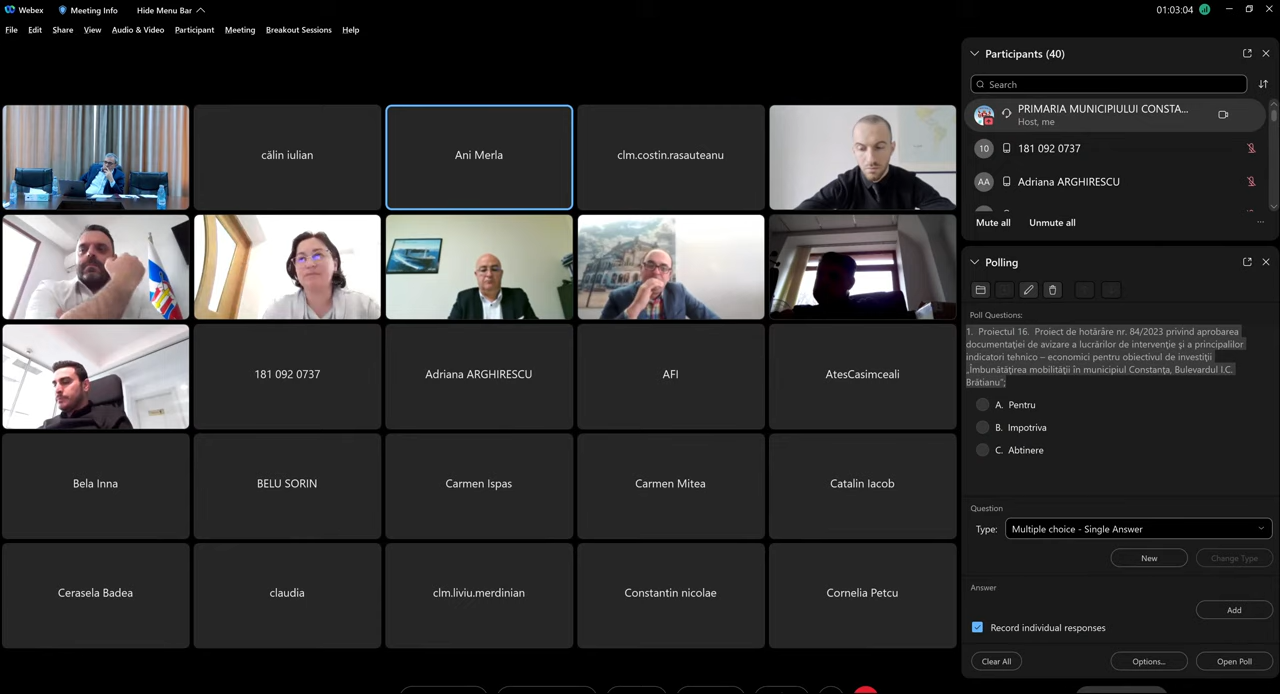 Webex
Meeting Info
Hide Menu Bar
01:03:04
File Edit Share View Audio & Video Participant Meeting Breakout Sessions Help
călin iulian
Ani Merla
clm.costin.rasauteanu
181 092 0737
Adriana ARGHIRESCU
AFI
AtesCasimceali
Bela Inna
BELU SORIN
Carmen Ispas
Carmen Mitea
Catalin Iacob
Cerasela Badea
claudia
clm.liviu.merdinian
Constantin nicolae
Cornelia Petcu
Participants (40)
Search
PRIMARIA MUNICIPIULUI CONSTA...
Host, me
10 181 092 0737
AA Adriana ARGHIRESCU
Mute all Unmute all
Polling
Poll Questions:
1. Proiectul 16. Proiect de hotărâre nr. 84/2023 privind aprobarea
documentației de avizare a lucrărilor de intervenție și a principalilor
indicatori tehnico – economici pentru obiectivul de investiții
„Îmbunătățirea mobilității în municipiul Constanța, Bulevardul I.C.
Brătianu”;
A. Pentru
B. Impotriva
C. Abtinere
Question
Type: Multiple choice - Single Answer
New Change Type
Answer
Add
Record individual responses
Clear All Options... Open Poll